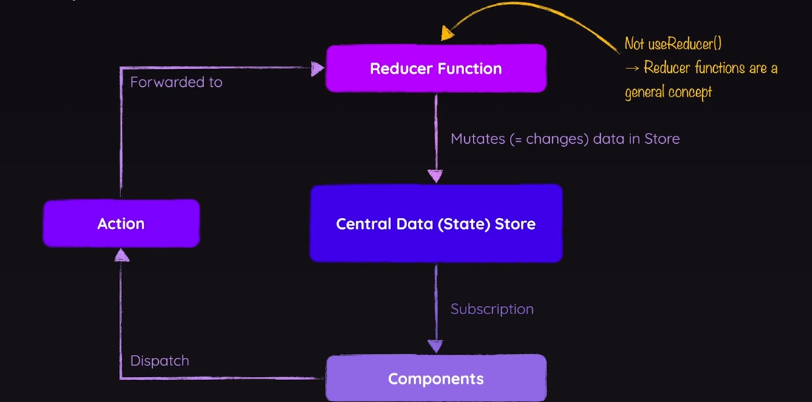 Reducer Function
Not useReducer()
→ Reducer functions are a
general concept
Forwarded to
Mutates (= changes) data in Store
Action
Central Data (State) Store
Subscription
Dispatch
Components